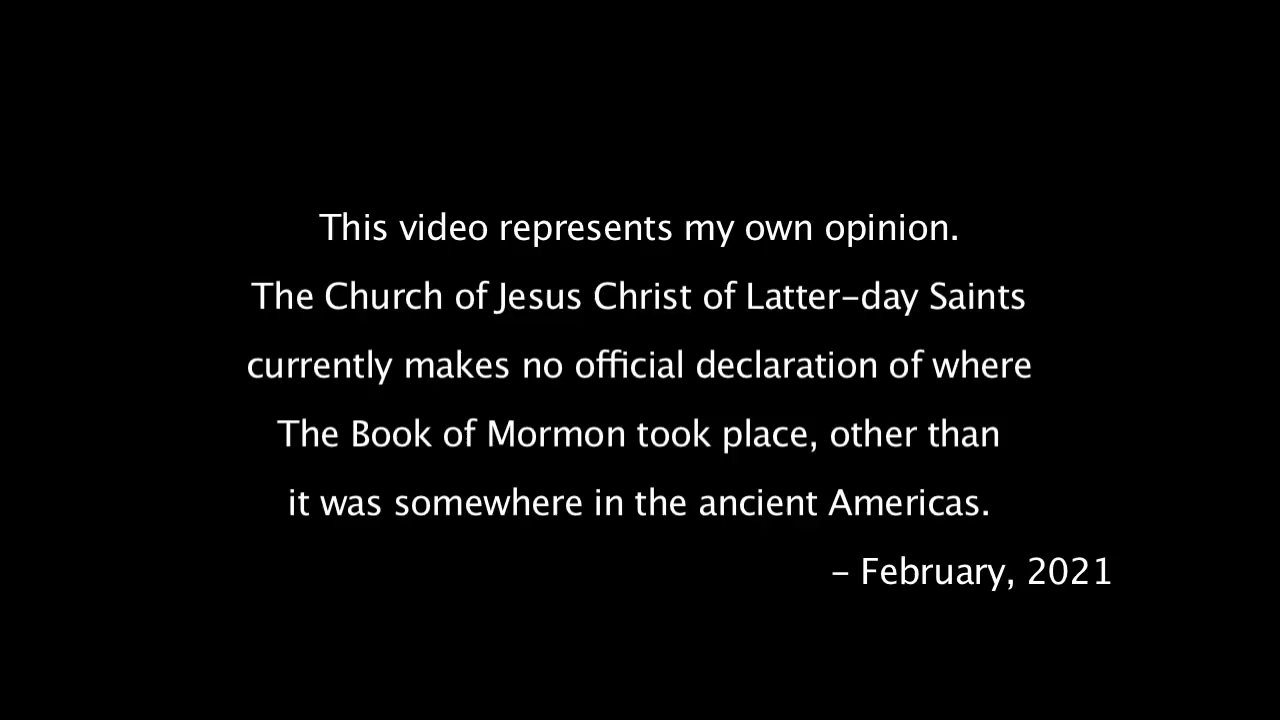 This video represents my own opinion.
The Church of Jesus Christ of Latter–day Saints
currently makes no official declaration of where
The Book of Mormon took place, other than
it was somewhere in the ancient Americas.
– February, 2021